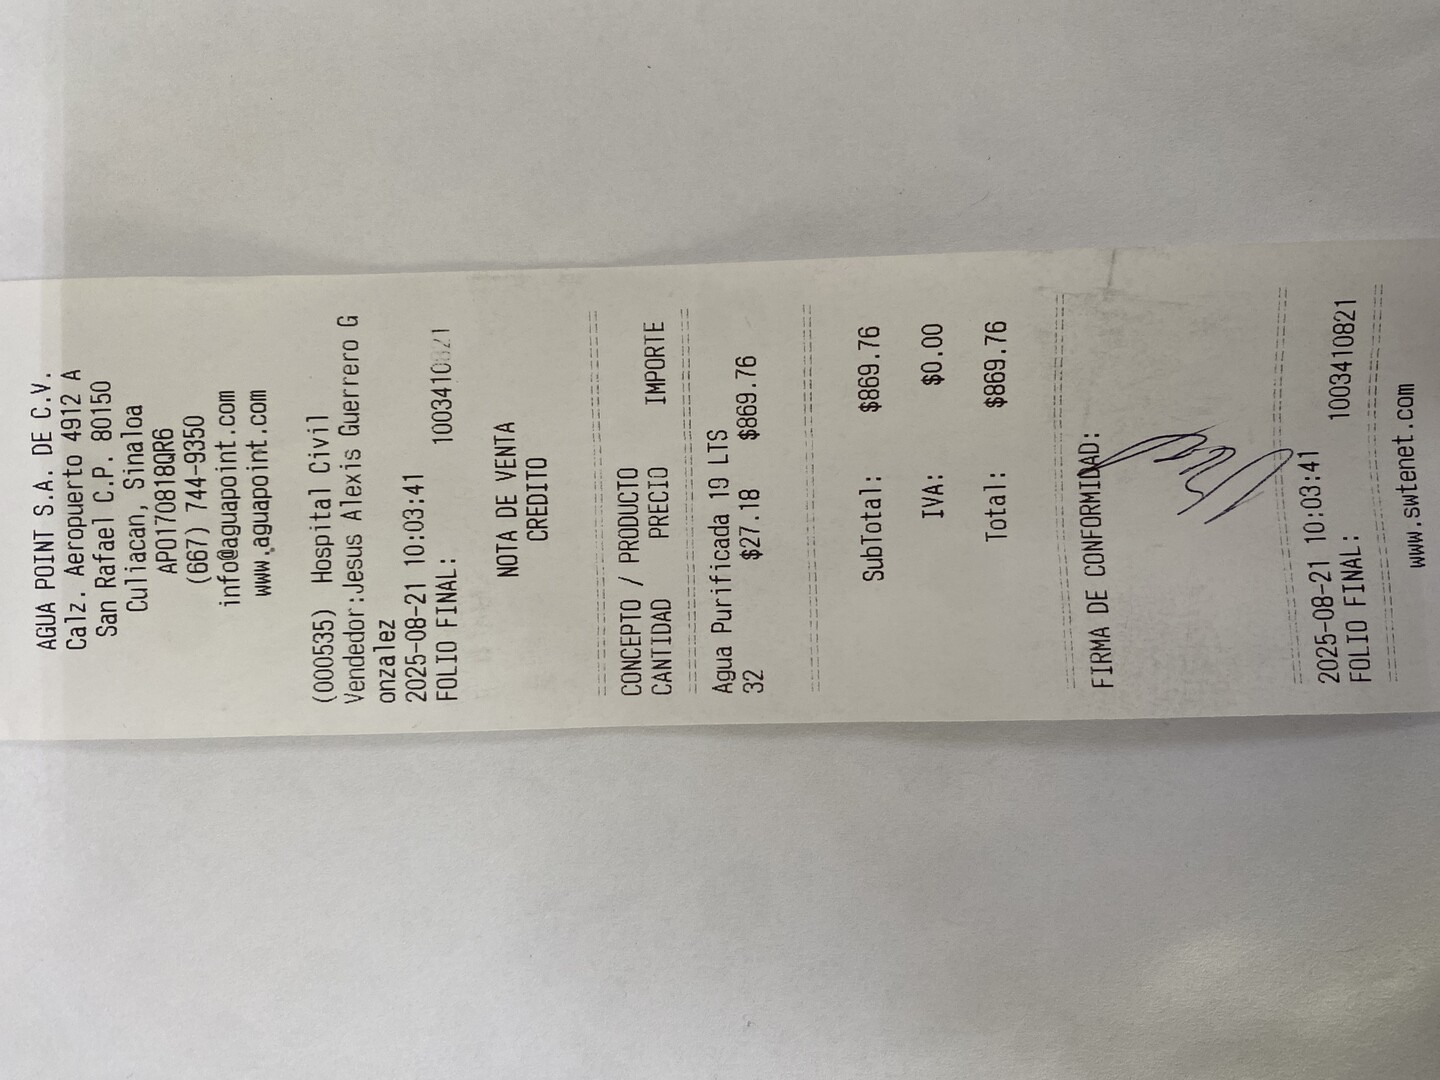 AGUA POINT S.A. DE C.V.
Calz. Aeropuerto 4912 A
San Rafael C.P. 80150
Culiacan, Sinaloa
APO170818QR6
(667) 744-9350
info@aguapoint.com
www.aguapoint.com
(000535) Hospital Civil
Vendedor:Jesus Alexis Guerrero G
onzalez
2025-08-21 10:03:41
FOLIO FINAL: 1003410821
NOTA DE VENTA
CREDITO
CONCEPTO / PRODUCTO
CANTIDAD PRECIO IMPORTE
Agua Purificada 19 LTS
32 $27.18 $869.76
SubTotal: $869.76
IVA: $0.00
Total: $869.76
FIRMA DE CONFORMIDAD:
2025-08-21 10:03:41
FOLIO FINAL: 1003410821
www.swtenet.com